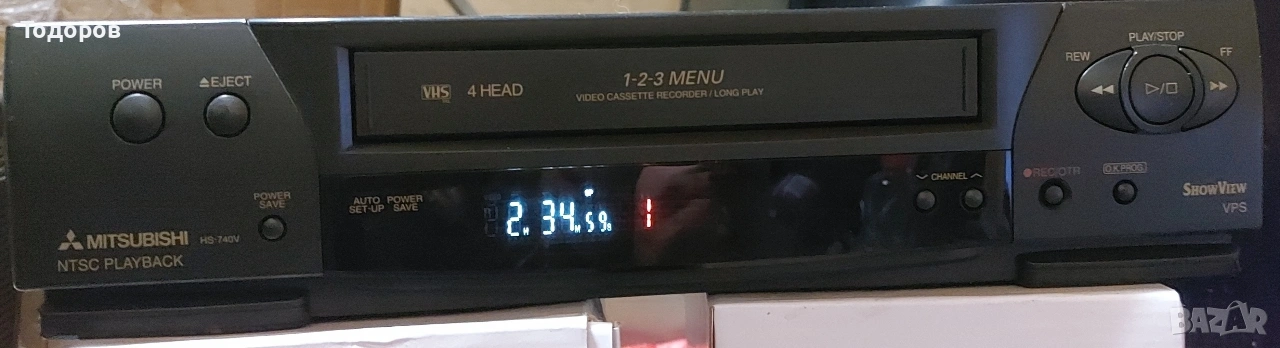 Тодоров
POWER
EJECT
POWER SAVE
MITSUBISHI HS-740V
NTSC PLAYBACK
VHS 4 HEAD
1-2-3 MENU
VIDEO CASSETTE RECORDER / LONG PLAY
AUTO SET-UP
POWER SAVE
SP
2H 34M 59S 1
CHANNEL
PLAY/STOP
REW
FF
REC/OTR
O.K.PROG.
SHOWVIEW
VPS
BAZAR